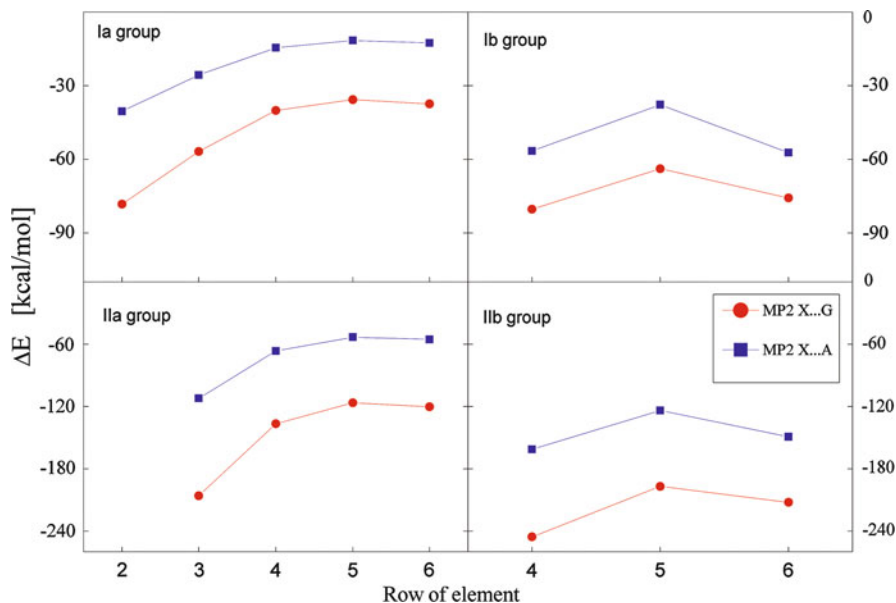 Ia group
Ib group
0
-30
-30
-60
-60
-90
-90
0
ΔE [kcal/mol]
IIa group
IIb group
MP2 X...G
MP2 X...A
-60
-60
-120
-120
-180
-180
-240
-240
2 3 4 5 6 4 5 6
Row of element